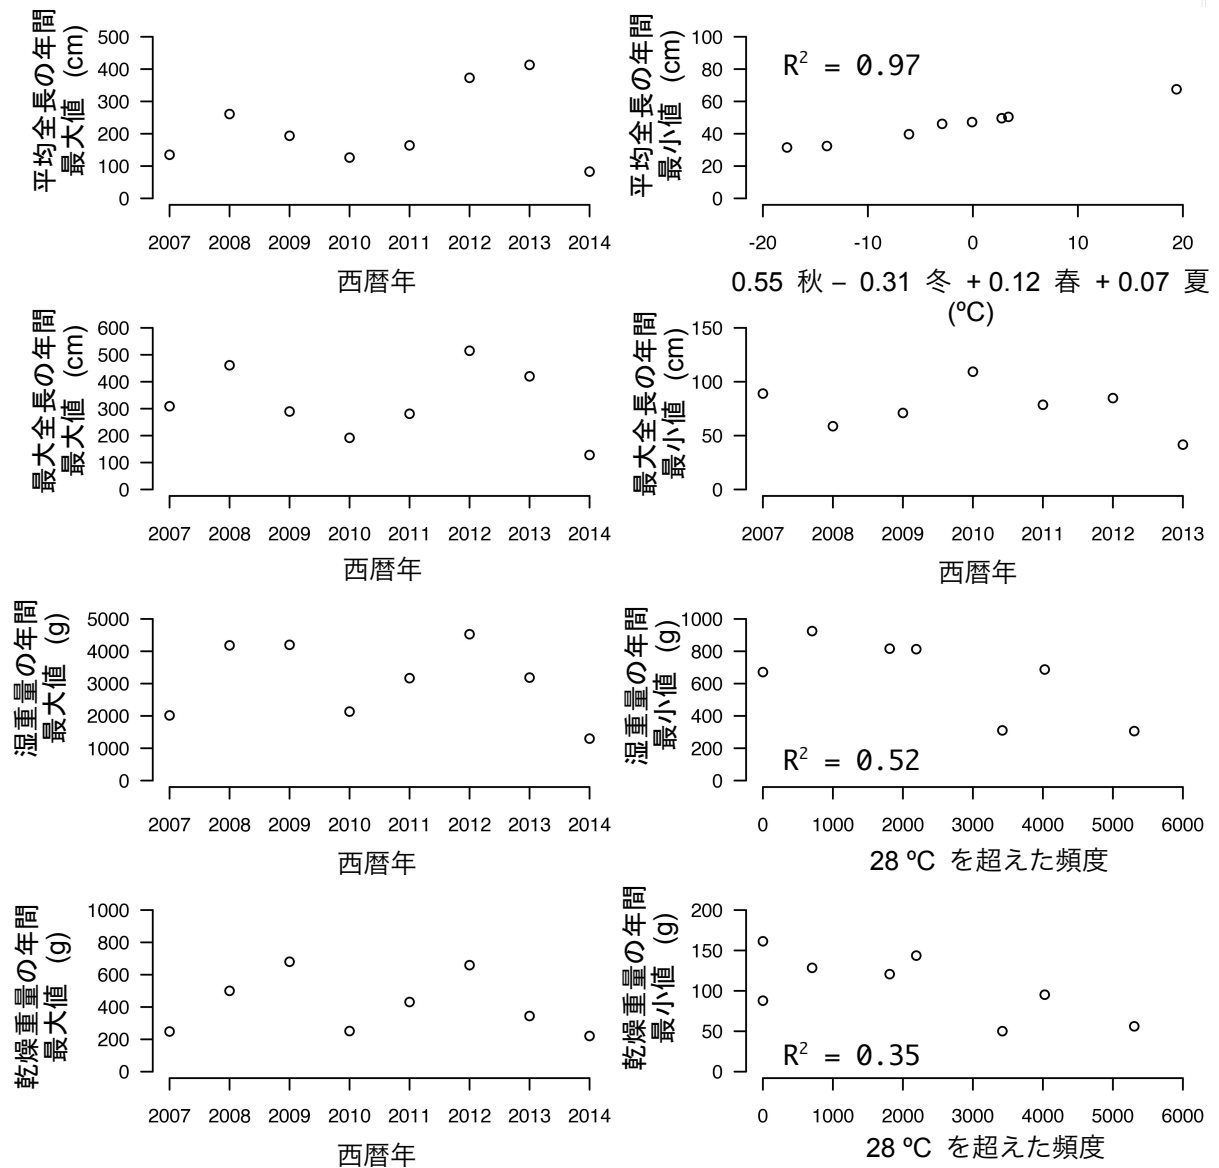 平均全長の年間
最大値 (cm)
500
400
300
200
100
0
2007 2008 2009 2010 2011 2012 2013 2014
西暦年
平均全長の年間
最小値 (cm)
100
80
60
40
20
0
R² = 0.97
-20 -10 0 10 20
0.55 秋 – 0.31 冬 + 0.12 春 + 0.07 夏
(ºC)
最大全長の年間
最大値 (cm)
600
500
400
300
200
100
0
2007 2008 2009 2010 2011 2012 2013 2014
西暦年
最大全長の年間
最小値 (cm)
150
100
50
0
2007 2008 2009 2010 2011 2012 2013
西暦年
湿重量の年間
最大値 (g)
5000
4000
3000
2000
1000
0
2007 2008 2009 2010 2011 2012 2013 2014
西暦年
湿重量の年間
最小値 (g)
1000
800
600
400
200
0
R² = 0.52
0 1000 2000 3000 4000 5000 6000
28 ºC を超えた頻度
乾燥重量の年間
最大値 (g)
1000
800
600
400
200
0
2007 2008 2009 2010 2011 2012 2013 2014
西暦年
乾燥重量の年間
最小値 (g)
200
150
100
50
0
R² = 0.35
0 1000 2000 3000 4000 5000 6000
28 ºC を超えた頻度